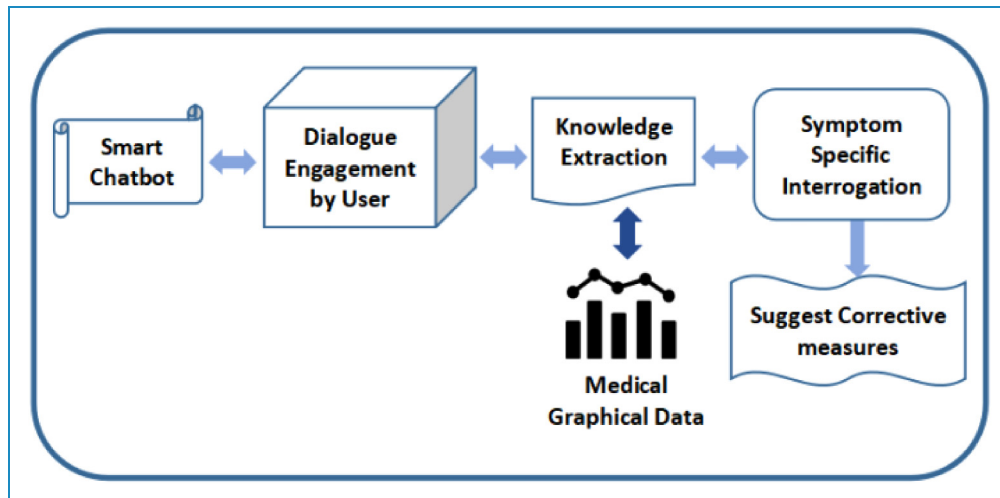 Smart
Chatbot
Dialogue
Engagement
by User
Knowledge
Extraction
Symptom
Specific
Interrogation
Medical
Graphical Data
Suggest Corrective
measures